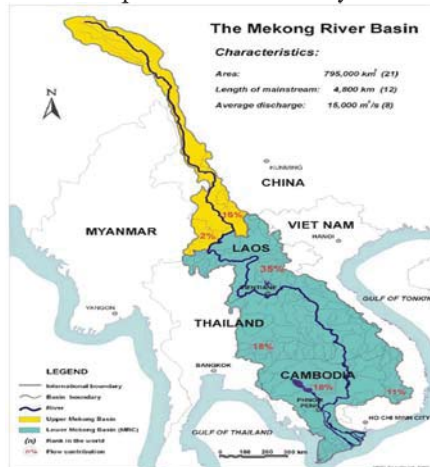 The Mekong River Basin
Characteristics:
Area: 795,000 km² (21)
Length of mainstream: 4,800 km (12)
Average discharge: 15,000 m³/s (8)
N
KUNMING
CHINA
16%
MYANMAR
2%
VIET NAM
HANOI
LAOS
35%
VIENTIANE
GULF OF TONKIN
YANGON
THAILAND
18%
CAMBODIA
BANGKOK
18%
11%
PHNOM PENH
HO CHI MINH CITY
GULF OF THAILAND
LEGEND
International boundary
Basin boundary
River
Upper Mekong Basin
Lower Mekong Basin (MRC)
(n) Rank in the world
% Flow contribution